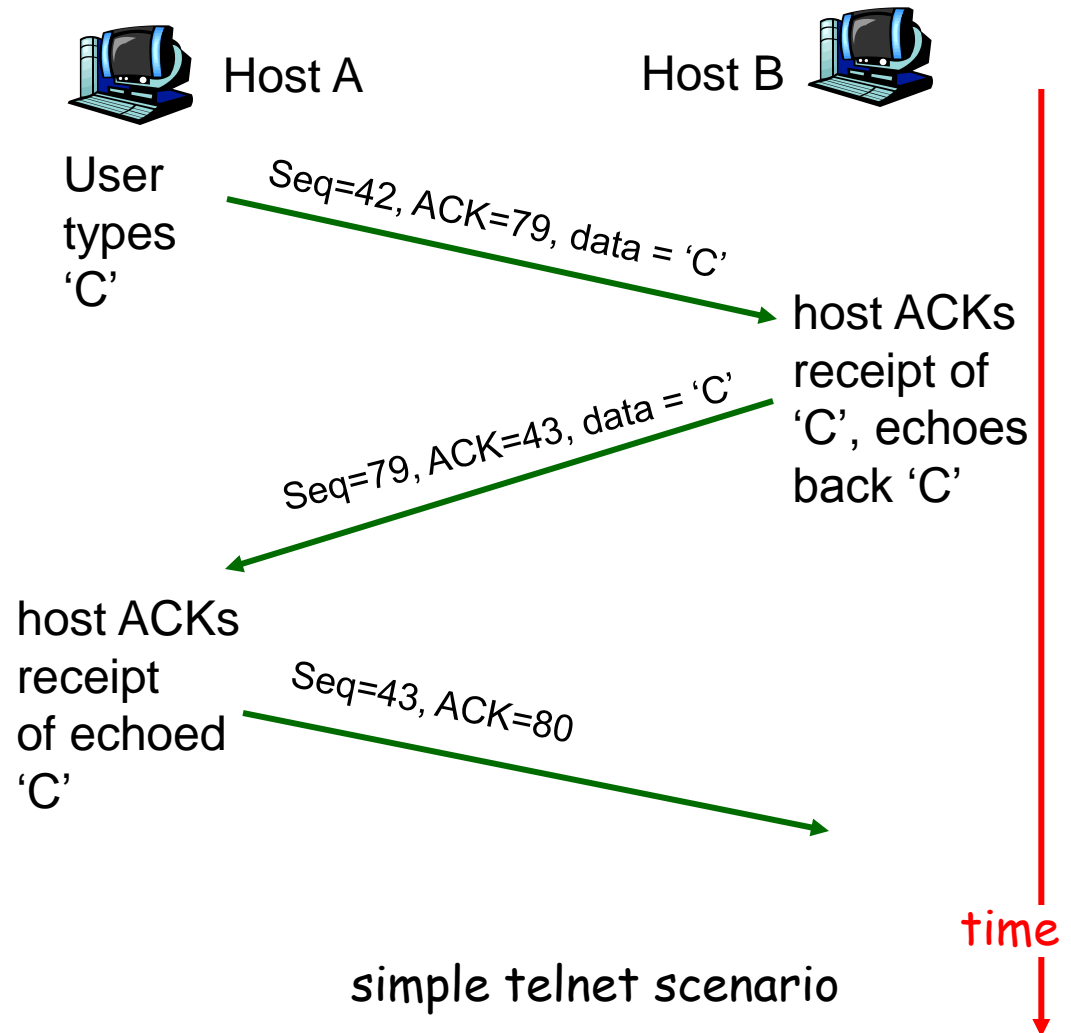 Host A
Host B
User
types
‘C’
Seq=42, ACK=79, data = ‘C’
host ACKs
receipt of
‘C’, echoes
back ‘C’
Seq=79, ACK=43, data = ‘C’
host ACKs
receipt
of echoed
‘C’
Seq=43, ACK=80
time
simple telnet scenario